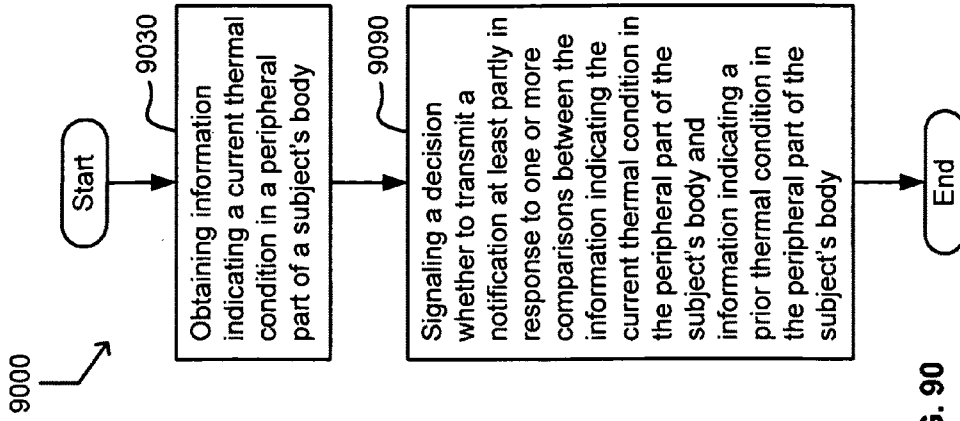 9000
Start
9030
Obtaining information
indicating a current thermal
condition in a peripheral
part of a subject's body
9090
Signaling a decision
whether to transmit a
notification at least partly in
response to one or more
comparisons between the
information indicating the
current thermal condition in
the peripheral part of the
subject's body and
information indicating a
prior thermal condition in
the peripheral part of the
subject's body
End
. 90